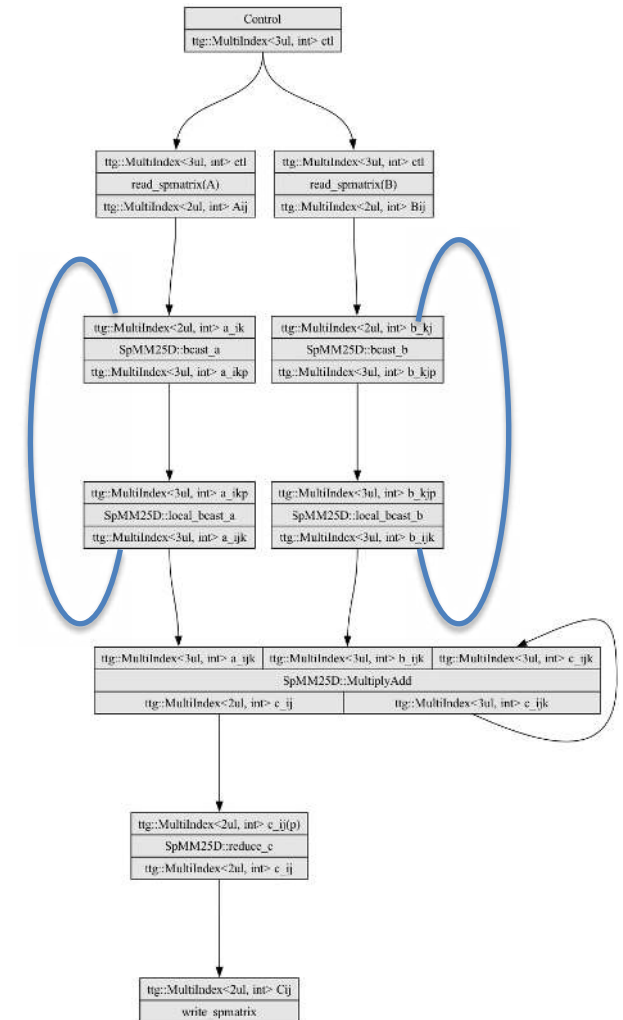 Control
ttg::MultiIndex<3ul, int> ctl
ttg::MultiIndex<3ul, int> ctl
read_spmatrix(A)
ttg::MultiIndex<2ul, int> Aij
ttg::MultiIndex<3ul, int> ctl
read_spmatrix(B)
ttg::MultiIndex<2ul, int> Bij
ttg::MultiIndex<2ul, int> a_ik
SpMM25D::bcast_a
ttg::MultiIndex<3ul, int> a_ikp
ttg::MultiIndex<2ul, int> b_kj
SpMM25D::bcast_b
ttg::MultiIndex<3ul, int> b_kjp
ttg::MultiIndex<3ul, int> a_ikp
SpMM25D::local_bcast_a
ttg::MultiIndex<3ul, int> a_ijk
ttg::MultiIndex<3ul, int> b_kjp
SpMM25D::local_bcast_b
ttg::MultiIndex<3ul, int> b_ijk
ttg::MultiIndex<3ul, int> a_ijk ttg::MultiIndex<3ul, int> b_ijk ttg::MultiIndex<3ul, int> c_ijk
SpMM25D::MultiplyAdd
ttg::MultiIndex<2ul, int> c_ij ttg::MultiIndex<3ul, int> c_ijk
ttg::MultiIndex<2ul, int> c_ij(p)
SpMM25D::reduce_c
ttg::MultiIndex<2ul, int> c_ij
ttg::MultiIndex<2ul, int> Cij
write_spmatrix